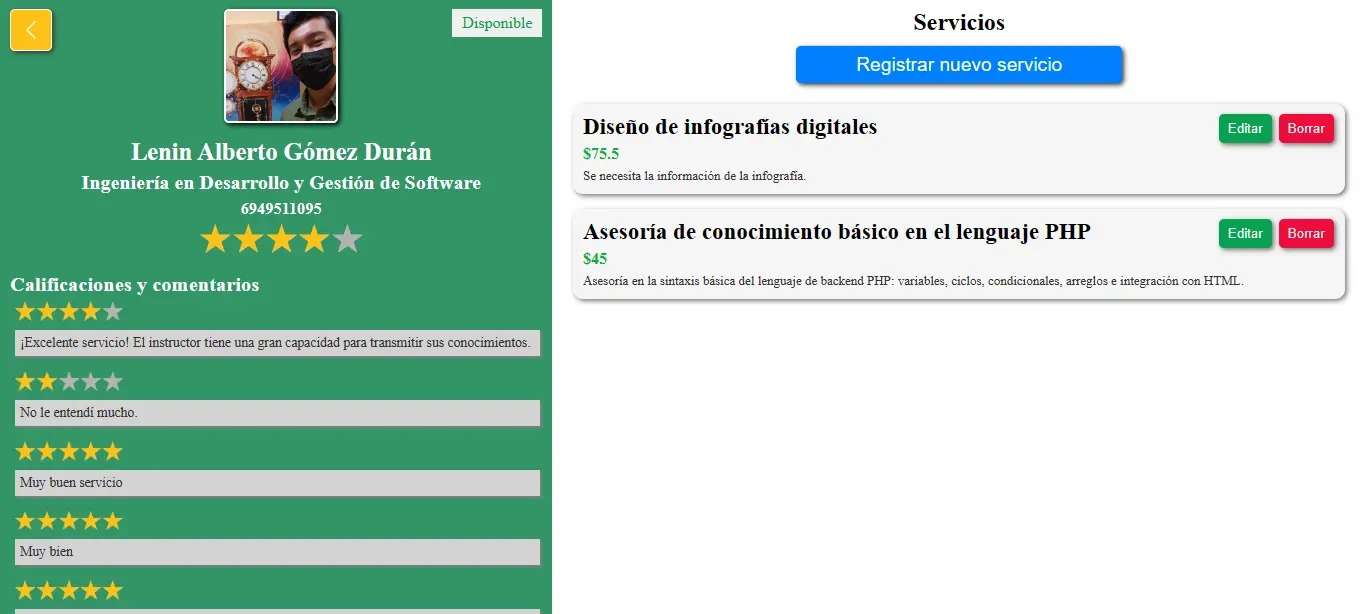 Disponible
Lenin Alberto Gómez Durán
Ingeniería en Desarrollo y Gestión de Software
6949511095
Calificaciones y comentarios
¡Excelente servicio! El instructor tiene una gran capacidad para transmitir sus conocimientos.
No le entendí mucho.
Muy buen servicio
Muy bien
Servicios
Registrar nuevo servicio
Diseño de infografías digitales
Editar Borrar
$75.5
Se necesita la información de la infografía.
Asesoría de conocimiento básico en el lenguaje PHP
Editar Borrar
$45
Asesoría en la sintaxis básica del lenguaje de backend PHP: variables, ciclos, condicionales, arreglos e integración con HTML.